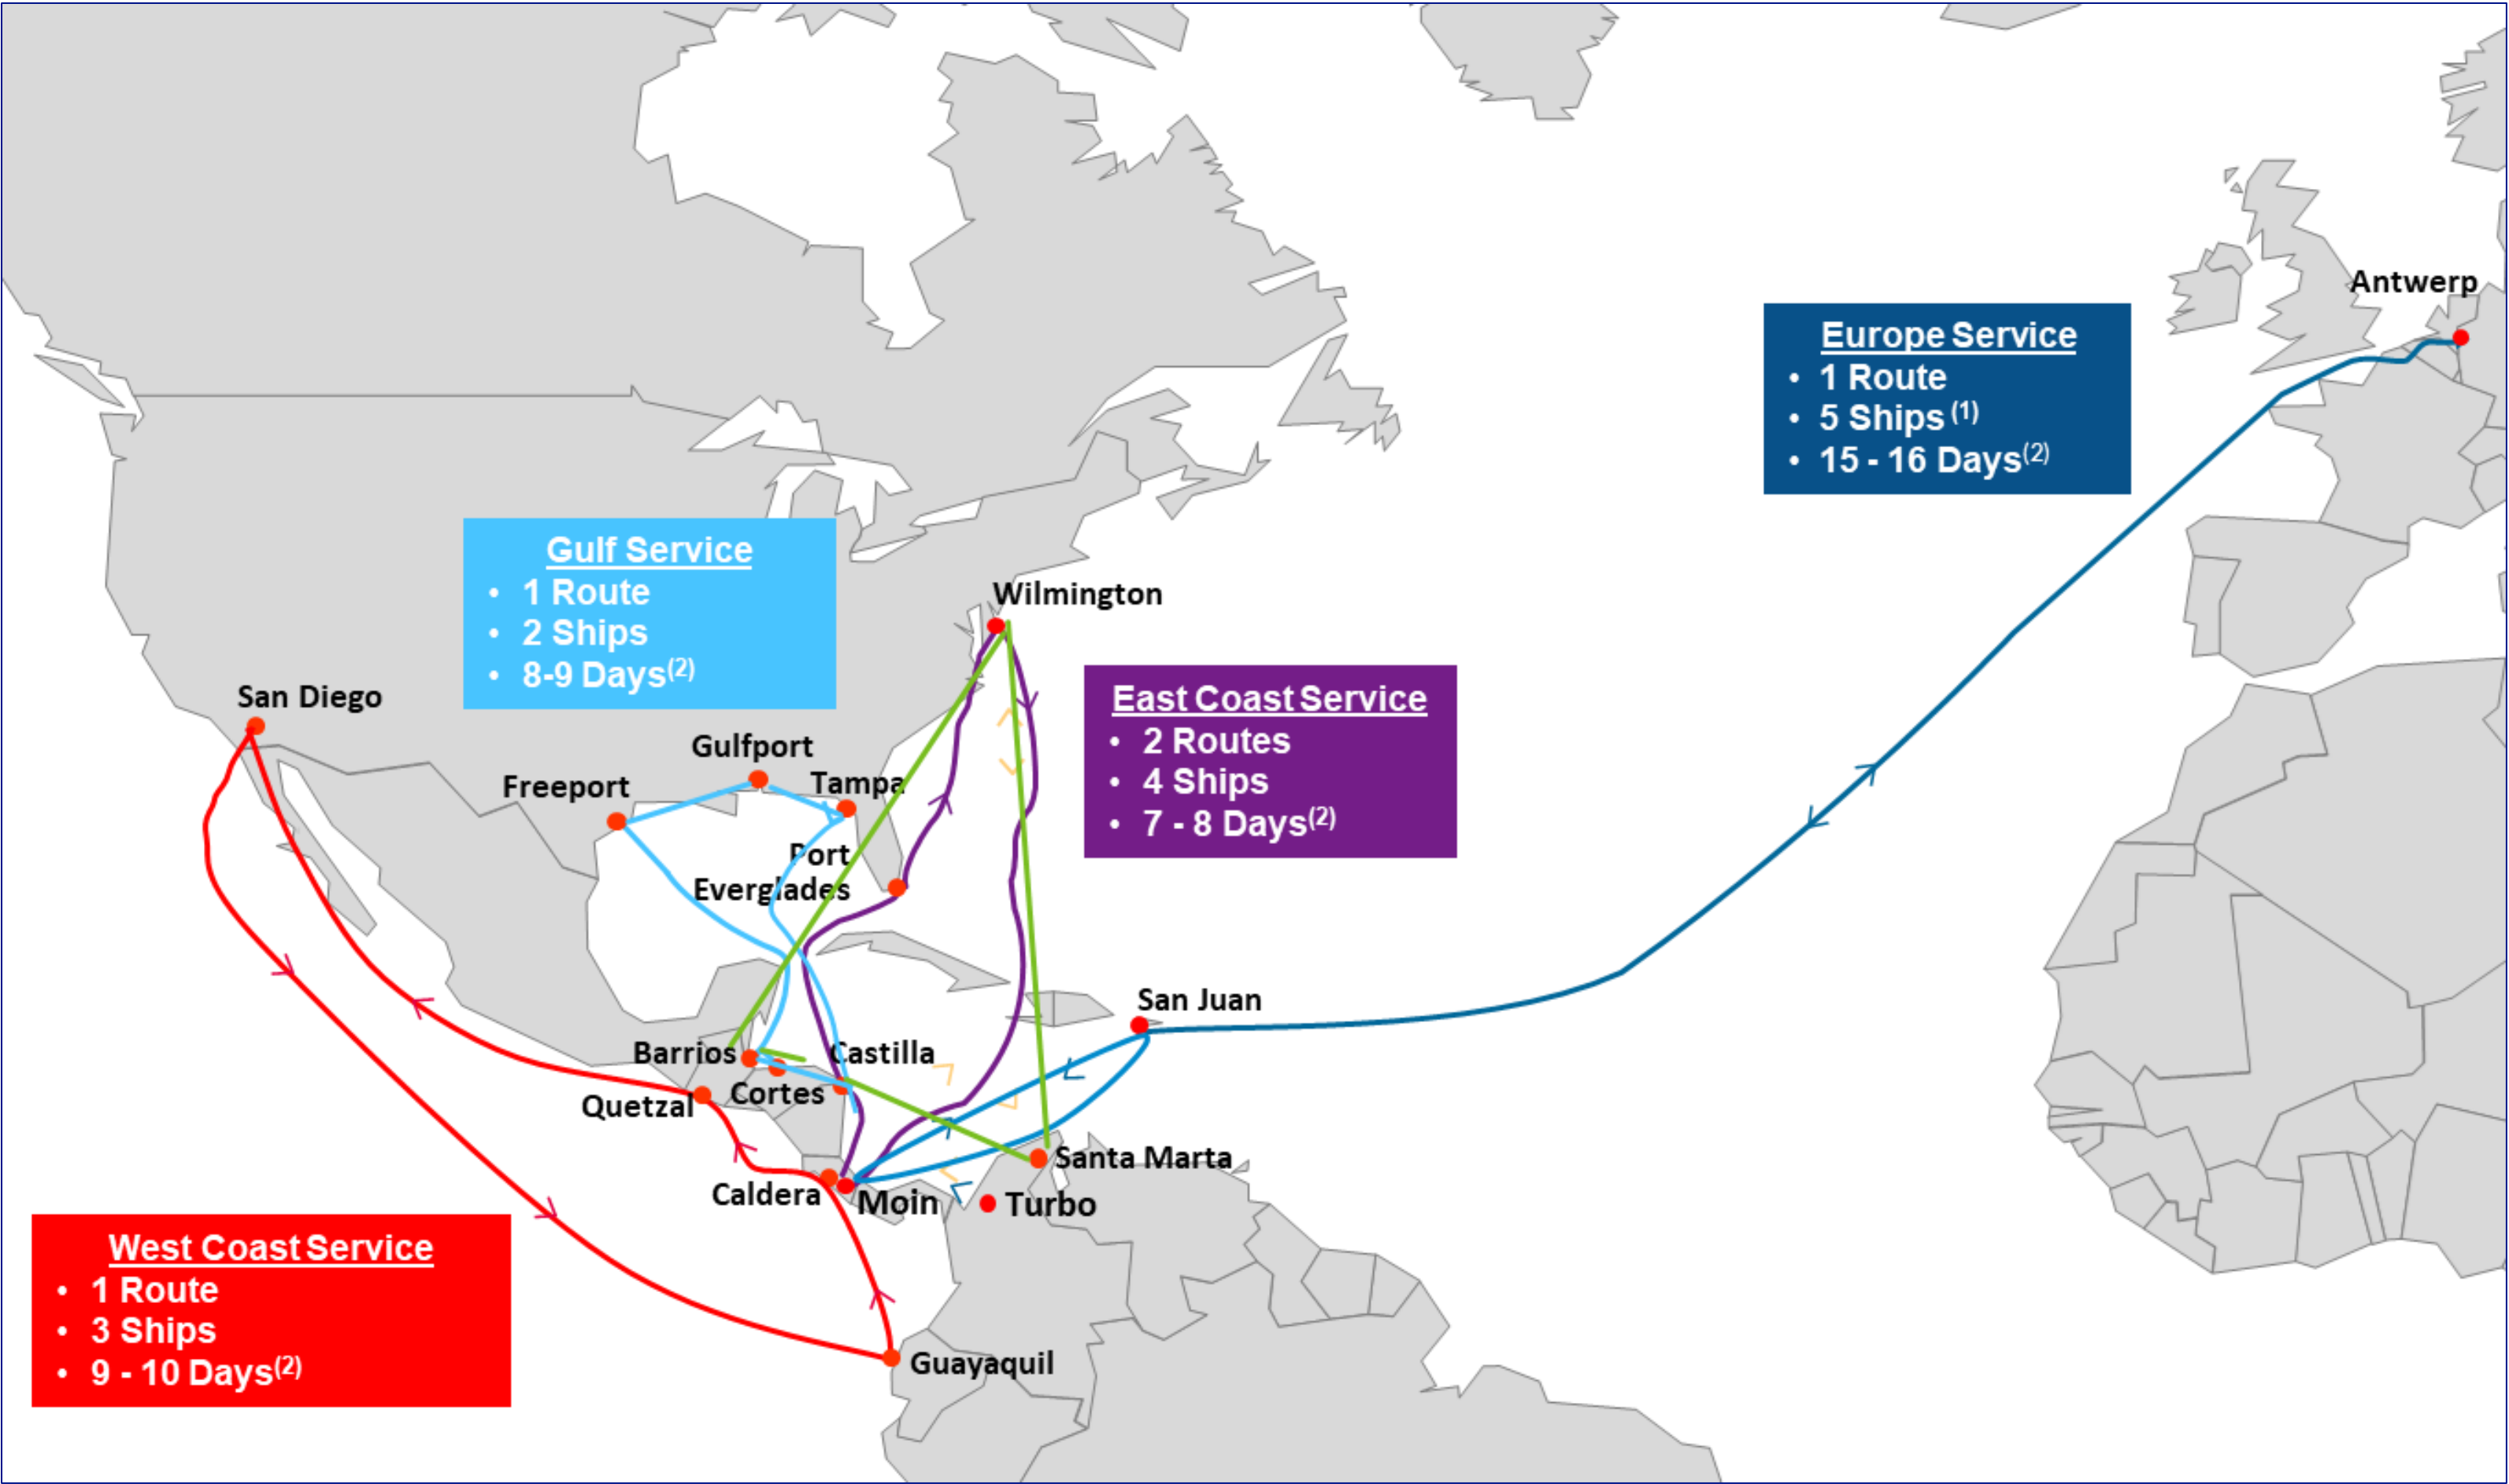 Antwerp
Europe Service
• 1 Route
• 5 Ships (1)
• 15 - 16 Days(2)
Gulf Service
• 1 Route
• 2 Ships
• 8-9 Days(2)
Wilmington
East Coast Service
• 2 Routes
• 4 Ships
• 7 - 8 Days(2)
San Diego
Gulfport
Freeport
Tampa
Port
Everglades
San Juan
Barrios
Castilla
Cortes
Quetzal
Santa Marta
Caldera
Moin
Turbo
West Coast Service
• 1 Route
• 3 Ships
• 9 - 10 Days(2)
Guayaquil